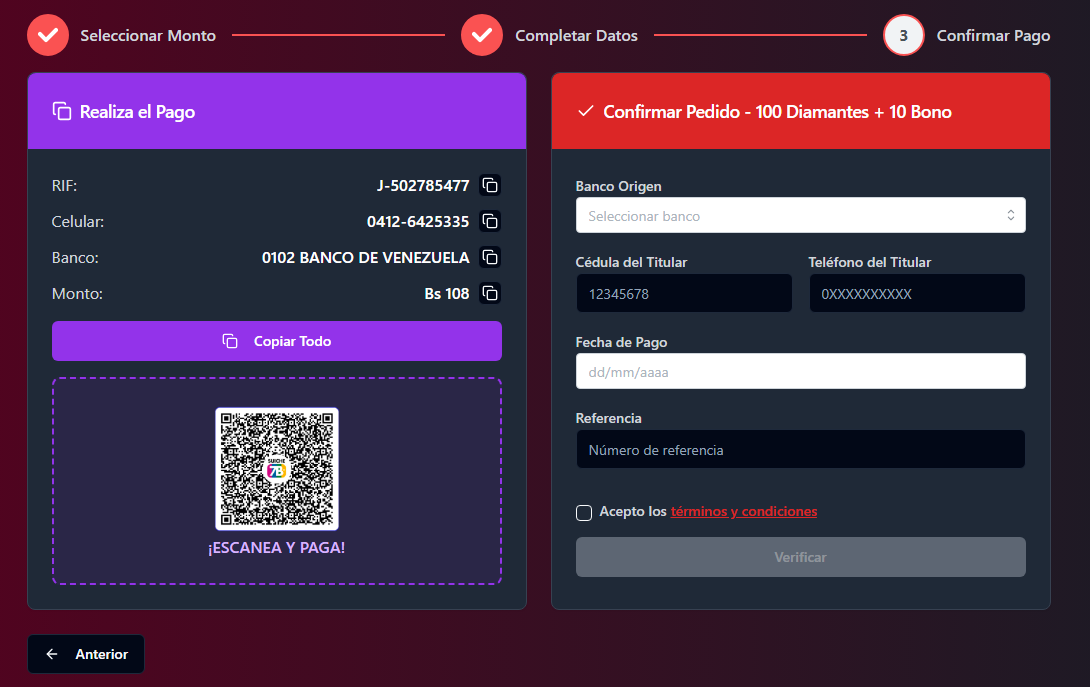 Seleccionar Monto
Completar Datos
3 Confirmar Pago
Realiza el Pago
RIF: J-502785477
Celular: 0412-6425335
Banco: 0102 BANCO DE VENEZUELA
Monto: Bs 108
Copiar Todo
SUICHE
7B
¡ESCANEA Y PAGA!
Confirmar Pedido - 100 Diamantes + 10 Bono
Banco Origen
Seleccionar banco
Cédula del Titular Teléfono del Titular
12345678 0XXXXXXXXXX
Fecha de Pago
dd/mm/aaaa
Referencia
Número de referencia
Acepto los términos y condiciones
Verificar
Anterior